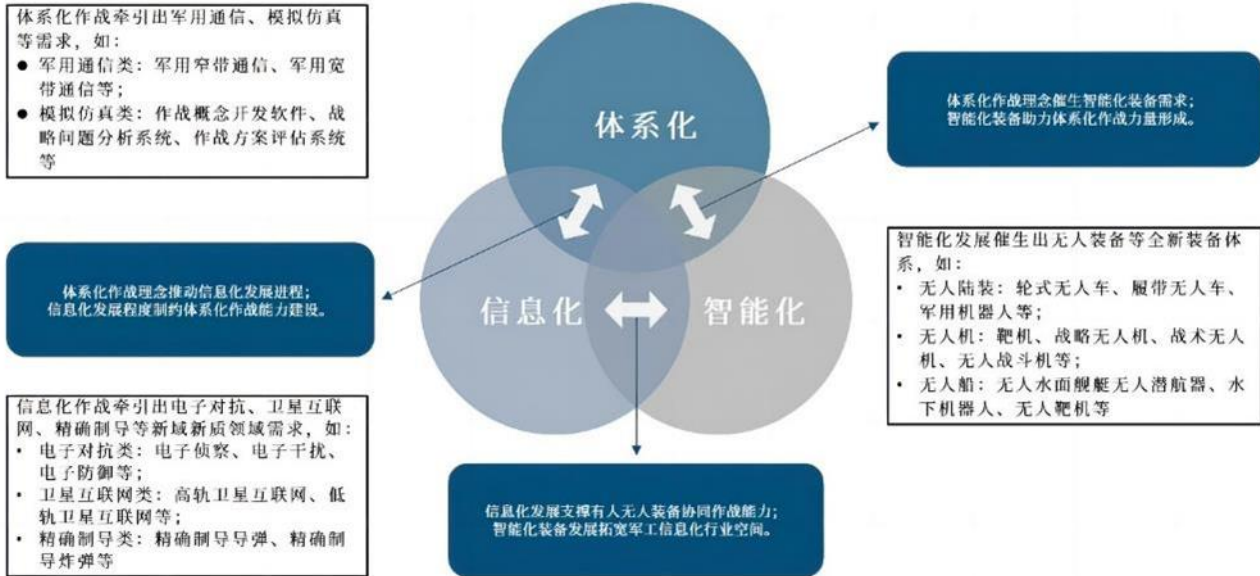 体系化作战牵引出军用通信、模拟仿真
等需求，如：
● 军用通信类：军用窄带通信、军用宽
带通信等；
● 模拟仿真类：作战概念开发软件、战
略问题分析系统、作战方案评估系统
等
体系化作战理念推动信息化发展进程；
信息化发展程度制约体系化作战能力建设。
信息化作战牵引出电子对抗、卫星互联
网、精确制导等新域新质领域需求，如：
• 电子对抗类：电子侦察、电子干扰、
电子防御等；
• 卫星互联网类：高轨卫星互联网、低
轨卫星互联网等；
• 精确制导类：精确制导导弹、精确制
导炸弹等
体系化
信息化
智能化
信息化发展支撑有人无人装备协同作战能力；
智能化装备发展拓宽军工信息化行业空间。
体系化作战理念催生智能化装备需求；
智能化装备助力体系化作战力量形成。
智能化发展催生出无人装备等全新装备体
系，如：
• 无人陆装：轮式无人车、履带无人车、
军用机器人等；
• 无人机：靶机、战略无人机、战术无人
机、无人战斗机等；
• 无人船：无人水面舰艇无人潜航器、水
下机器人、无人靶机等